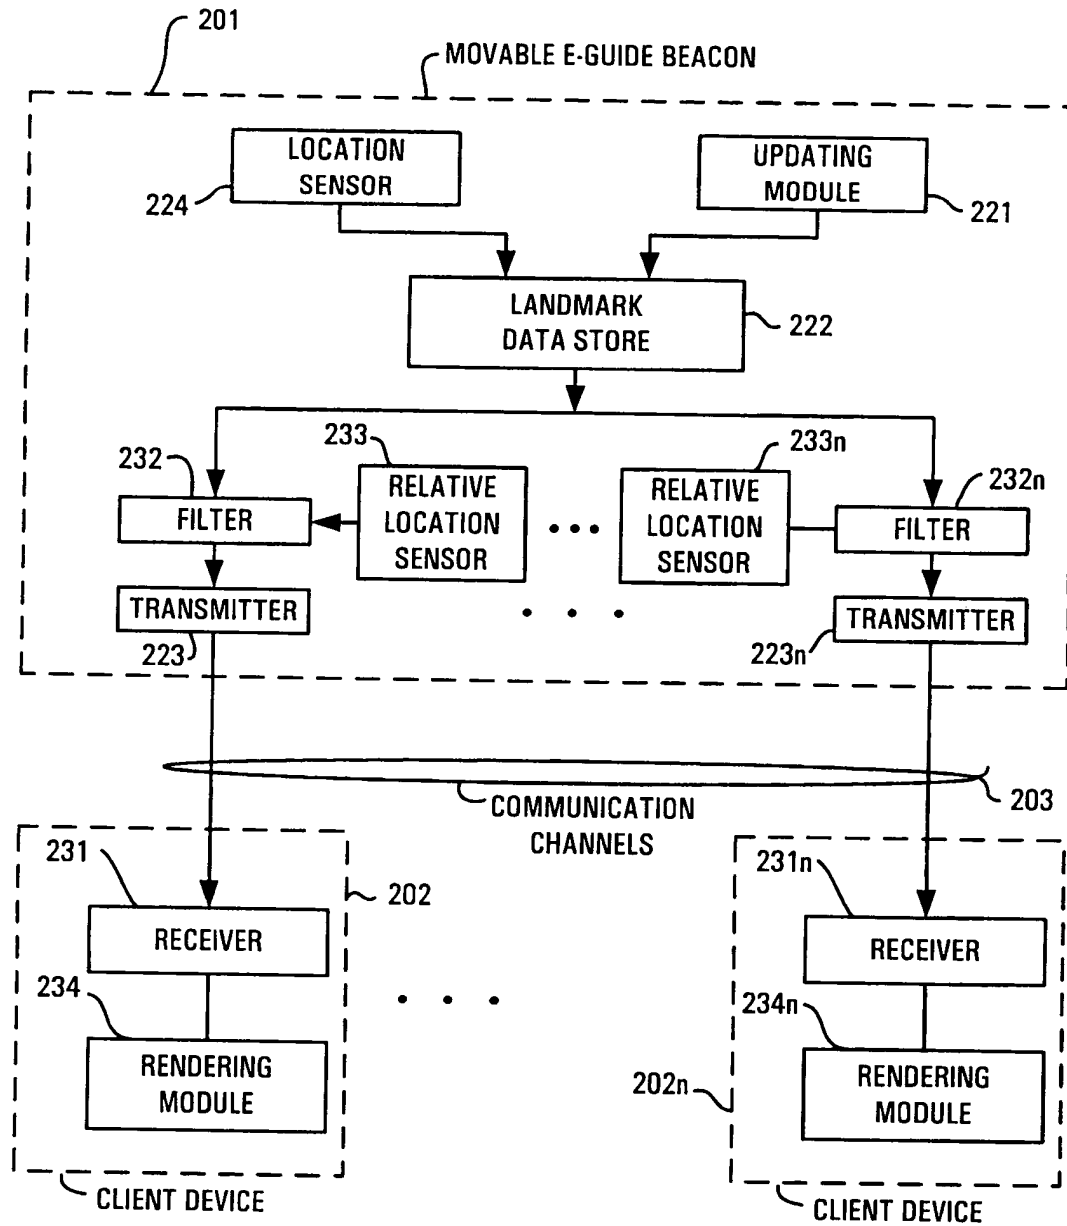 201
MOVABLE E-GUIDE BEACON
LOCATION
SENSOR
224
UPDATING
MODULE
221
LANDMARK
DATA STORE
222
232
233
233n
232n
FILTER
RELATIVE
LOCATION
SENSOR
RELATIVE
LOCATION
SENSOR
FILTER
TRANSMITTER
223
TRANSMITTER
223n
203
COMMUNICATION
CHANNELS
231
202
RECEIVER
234
RENDERING
MODULE
CLIENT DEVICE
231n
RECEIVER
234n
202n
RENDERING
MODULE
CLIENT DEVICE